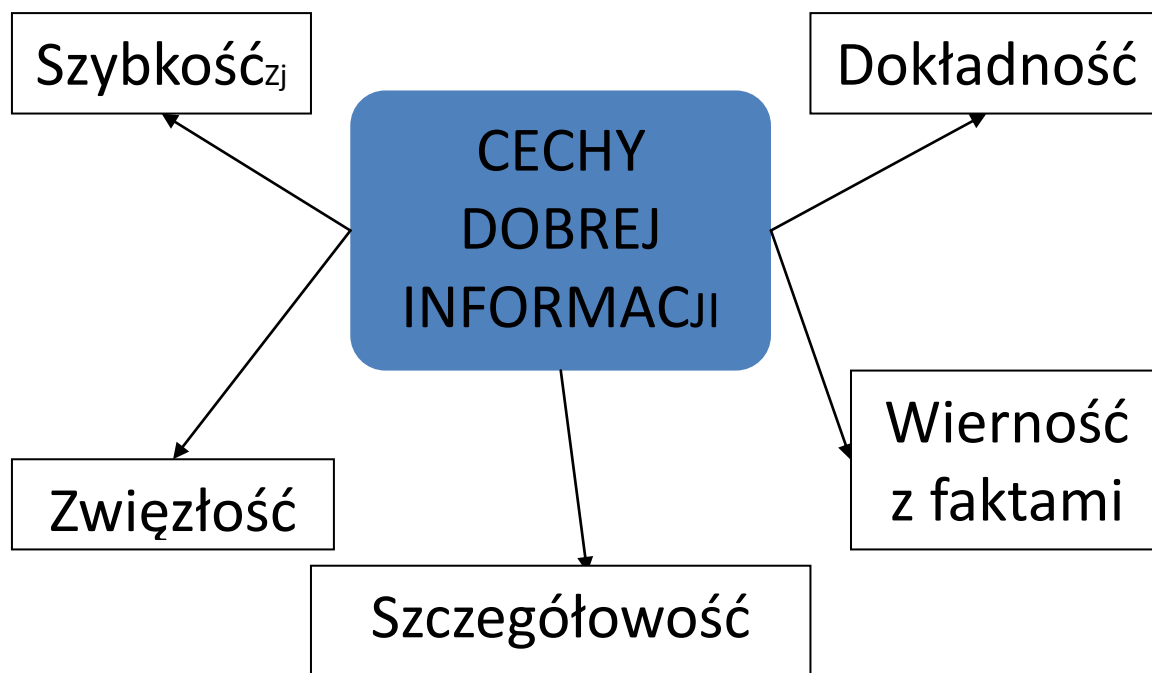 Szybkośćzj
Dokładność
CECHY
DOBREJ
INFORMACJI
Wierność
z faktami
Zwięzłość
Szczegółowość